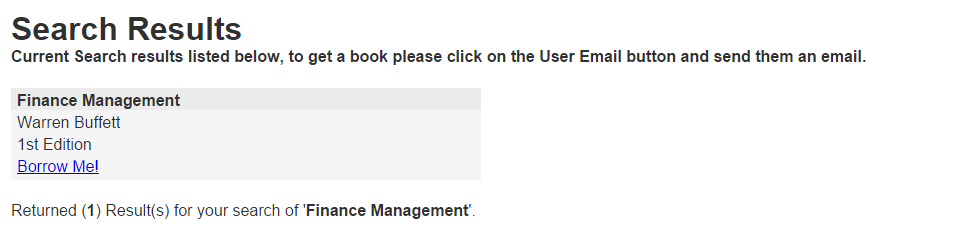 Search Results
Current Search results listed below, to get a book please click on the User Email button and send them an email.
Finance Management
Warren Buffett
1st Edition
Borrow Me!
Returned (1) Result(s) for your search of 'Finance Management'.